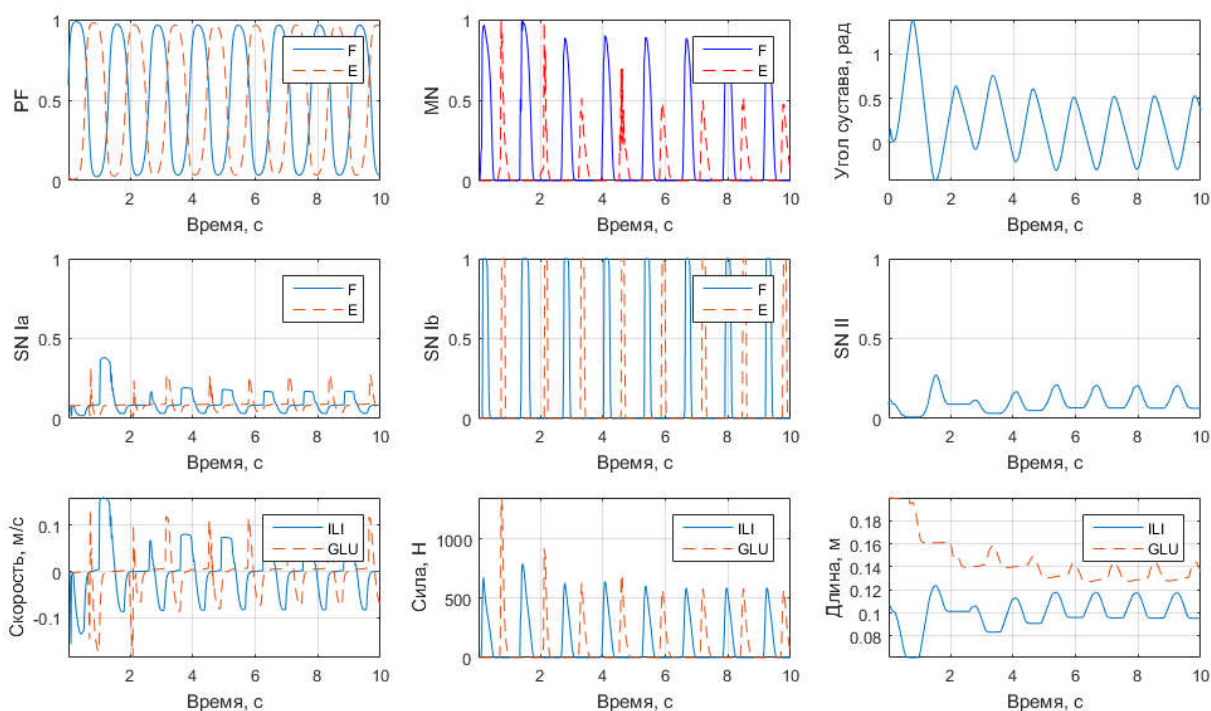 PF
1
0.5
0
2 4 6 8 10
Время, с
F
E
MN
1
0.5
0
2 4 6 8 10
Время, с
F
E
Угол сустава, рад
1
0.5
0
0 2 4 6 8 10
Время, с
SN Ia
1
0.5
0
2 4 6 8 10
Время, с
F
E
SN Ib
1
0.5
0
2 4 6 8 10
Время, с
F
E
SN II
1
0.5
0
2 4 6 8 10
Время, с
Скорость, м/с
0.1
0
-0.1
2 4 6 8 10
Время, с
ILI
GLU
Сила, Н
1000
500
0
2 4 6 8 10
Время, с
ILI
GLU
Длина, м
0.18
0.16
0.14
0.12
0.1
0.08
2 4 6 8 10
Время, с
ILI
GLU